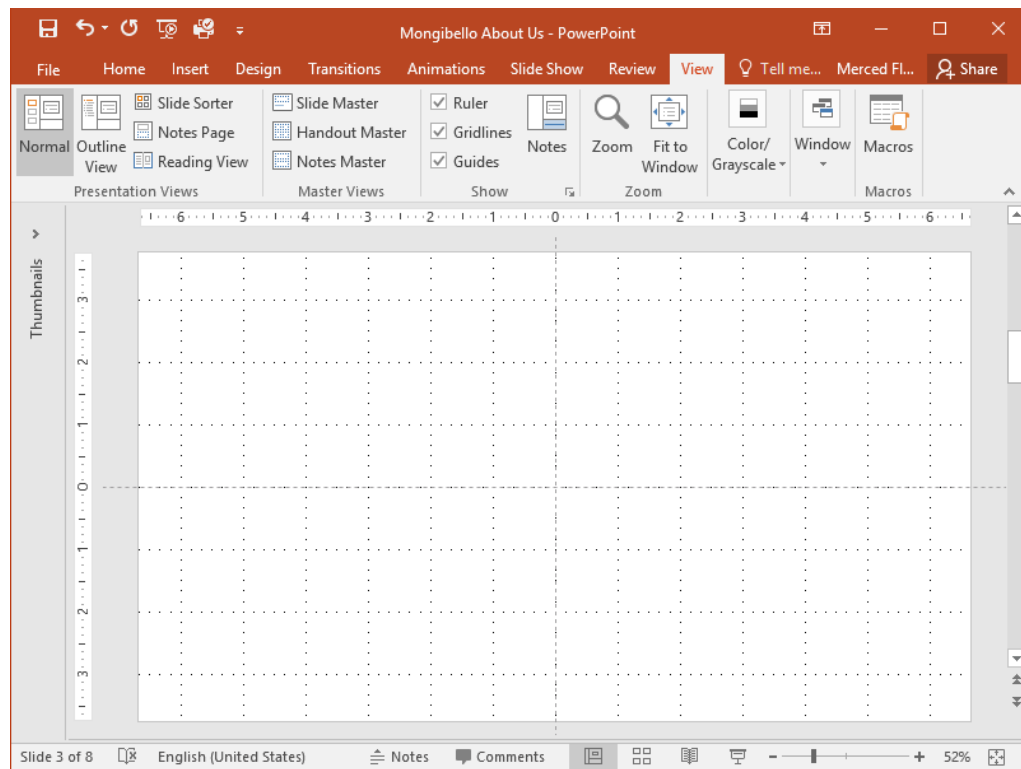 Mongibello About Us - PowerPoint
File Home Insert Design Transitions Animations Slide Show Review View Tell me... Merced Fl... Share
Normal
Outline View
Slide Sorter
Notes Page
Reading View
Presentation Views
Slide Master
Handout Master
Notes Master
Master Views
Ruler
Gridlines
Guides
Show
Notes
Zoom
Fit to Window
Zoom
Color/ Grayscale
Window
Macros
Macros
6 5 4 3 2 1 0 1 2 3 4 5 6
Thumbnails
3
2
1
0
1
2
3
Slide 3 of 8 English (United States) Notes Comments 52%